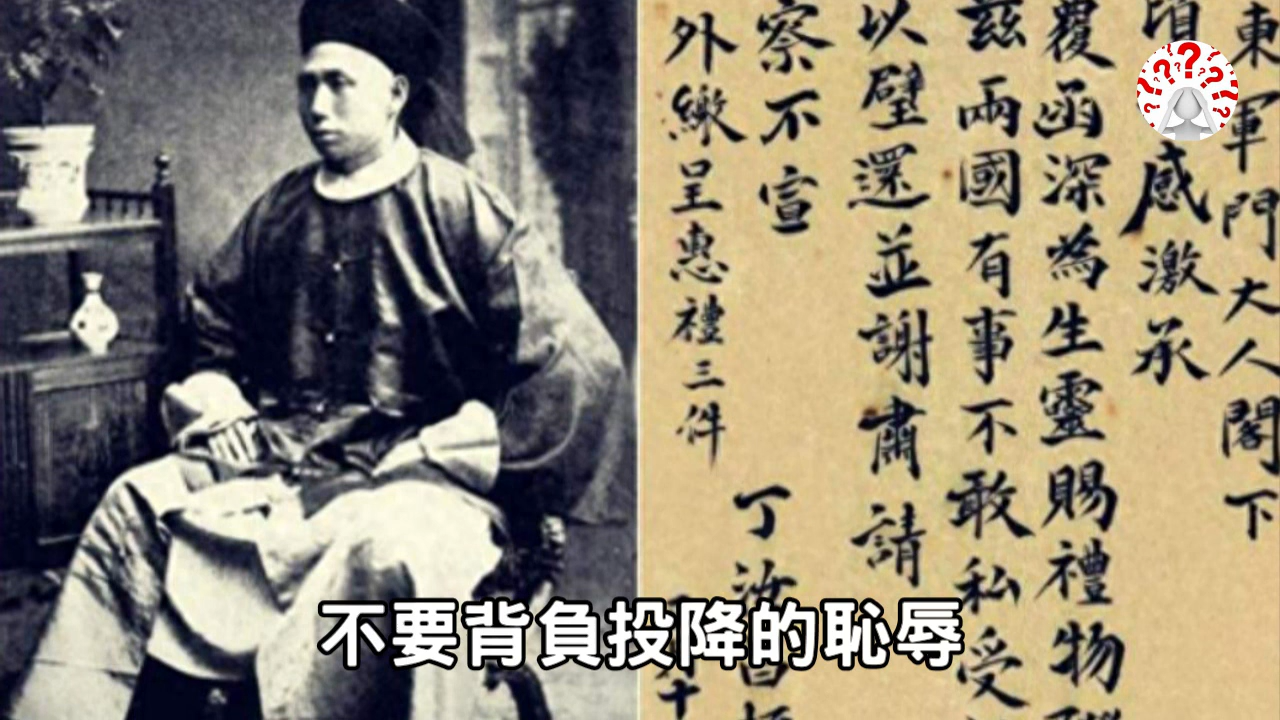 東軍門大人閣下
感激承
覆函深為生靈賜禮物
茲兩國有事不敢私受
以璧還並謝肅請
察不宣
丁汝昌
外繳呈惠禮三件
十
不要背負投降的恥辱